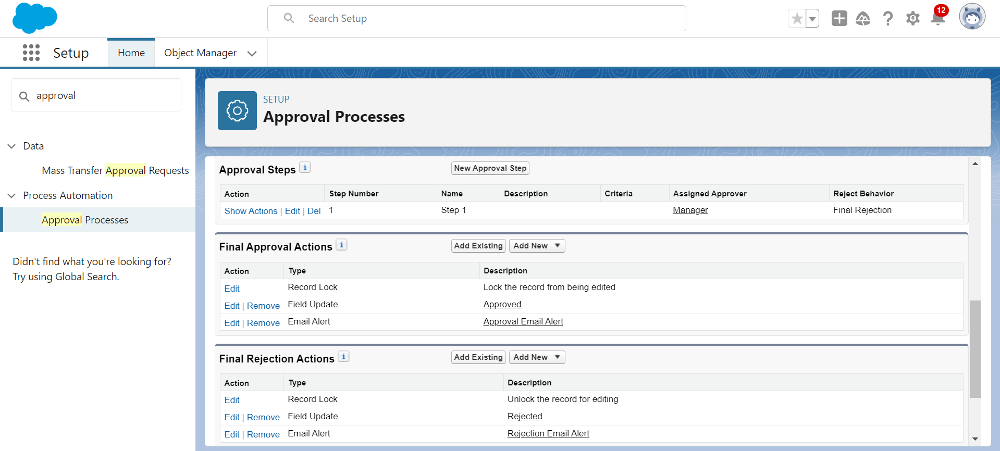 Search Setup
12
Setup
Home
Object Manager
approval
Data
Mass Transfer Approval Requests
Process Automation
Approval Processes
Didn't find what you're looking for?
Try using Global Search.
SETUP
Approval Processes
Approval Steps i New Approval Step
Action Step Number Name Description Criteria Assigned Approver Reject Behavior
Show Actions | Edit | Del 1 Step 1 Manager Final Rejection
Final Approval Actions i Add Existing Add New
Action Type Description
Edit Record Lock Lock the record from being edited
Edit | Remove Field Update Approved
Edit | Remove Email Alert Approval Email Alert
Final Rejection Actions i Add Existing Add New
Action Type Description
Edit Record Lock Unlock the record for editing
Edit | Remove Field Update Rejected
Edit | Remove Email Alert Rejection Email Alert